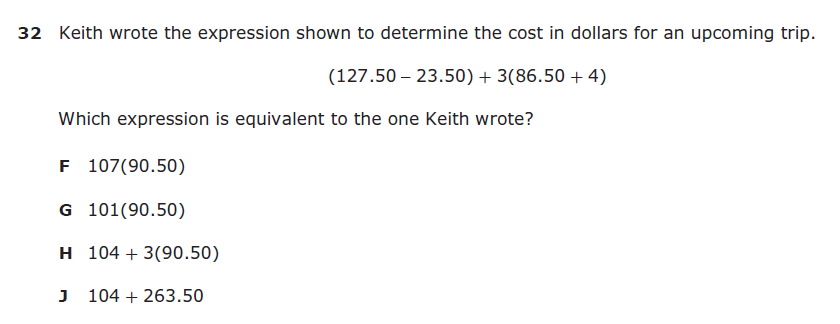 32 Keith wrote the expression shown to determine the cost in dollars for an upcoming trip.
(127.50 – 23.50) + 3(86.50 + 4)
Which expression is equivalent to the one Keith wrote?
F 107(90.50)
G 101(90.50)
H 104 + 3(90.50)
J 104 + 263.50